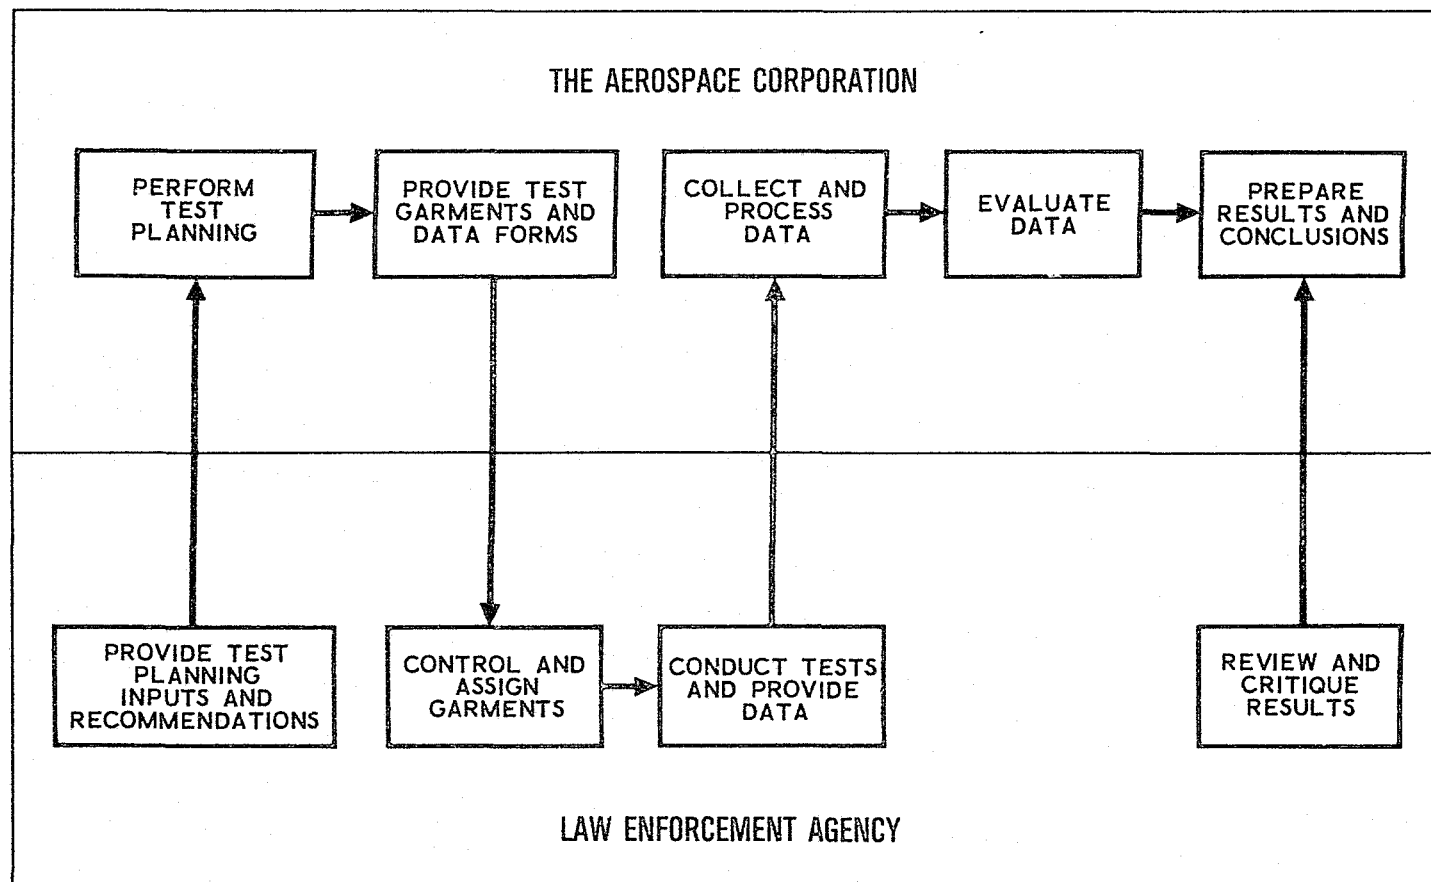 THE AEROSPACE CORPORATION
PERFORM
TEST
PLANNING
PROVIDE TEST
GARMENTS AND
DATA FORMS
COLLECT AND
PROCESS
DATA
EVALUATE
DATA
PREPARE
RESULTS AND
CONCLUSIONS
PROVIDE TEST
PLANNING
INPUTS AND
RECOMMENDATIONS
CONTROL AND
ASSIGN
GARMENTS
CONDUCT TESTS
AND PROVIDE
DATA
REVIEW AND
CRITIQUE
RESULTS
LAW ENFORCEMENT AGENCY